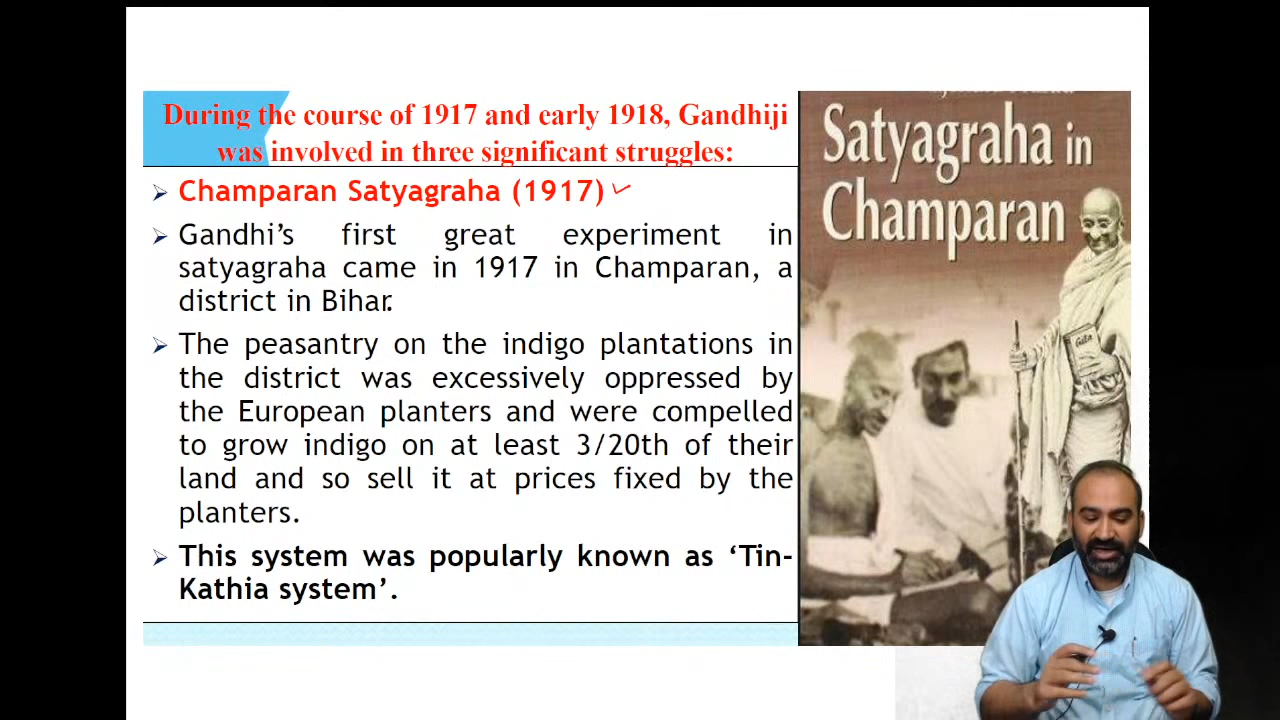 During the course of 1917 and early 1918, Gandhiji
was involved in three significant struggles:
Champaran Satyagraha (1917)
Gandhi's first great experiment in
satyagraha came in 1917 in Champaran, a
district in Bihar.
The peasantry on the indigo plantations in
the district was excessively oppressed by
the European planters and were compelled
to grow indigo on at least 3/20th of their
land and so sell it at prices fixed by the
planters.
This system was popularly known as ‘Tin-
Kathia system’.
Satyagraha in
Champaran
Gita